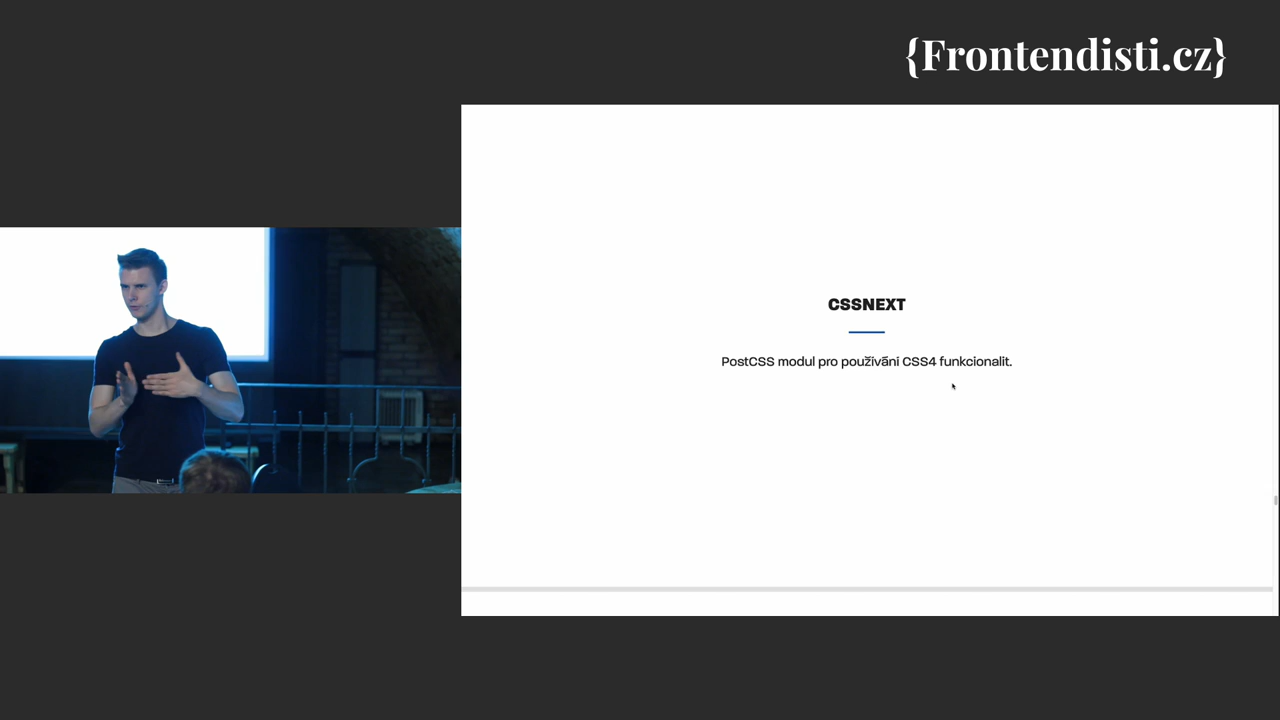 {Frontendisti.cz}
CSSNEXT
PostCSS modul pro používání CSS4 funkcionalit.